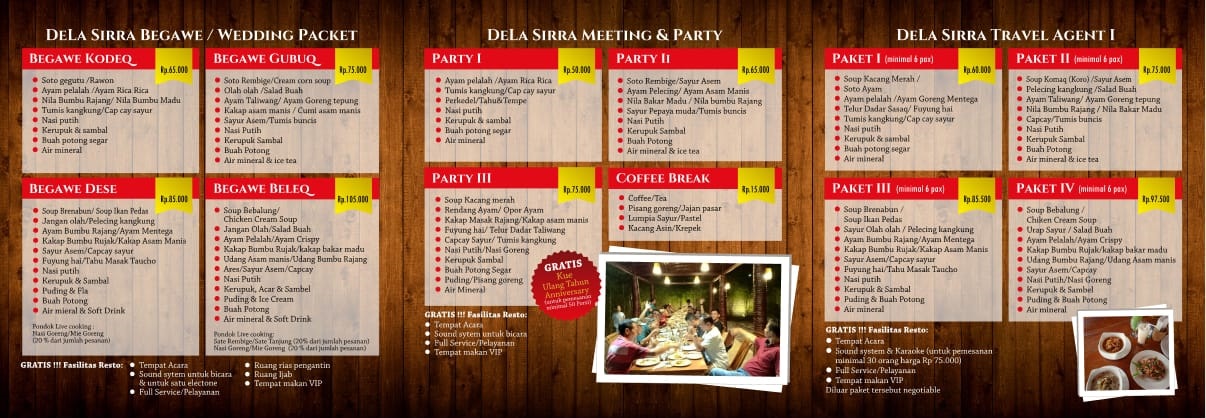 DeLa Sirra Begawe / Wedding Packet
Begawe Kodeq
Rp.65.000
Soto gegutu /Rawon
Ayam pelalah /Ayam Rica Rica
Nila Bumbu Rajang/ Nila Bumbu Madu
Tumis kangkung/Cap cay sayur
Nasi putih
Kerupuk & sambal
Buah potong segar
Air mineral
Begawe Gubuq
Rp.75.000
Soto Rembige/Cream corn soup
Olah olah /Salad Buah
Ayam Taliwang/ Ayam Goreng tepung
Kakap asam manis / Cumi asam manis
Sayur Asem/Tumis buncis
Nasi Putih
Kerupuk Sambal
Buah Potong
Air mineral & ice tea
Begawe Dese
Rp.85.000
Soup Brenabun/ Soup Ikan Pedas
Jangan olah/Pelecing kangkung
Ayam Bumbu Rajang/Ayam Mentega
Kakap Bumbu Rujak/Kakap Asam Manis
Sayur Asem/Capcay sayur
Fuyung hai/Tahu Masak Taucho
Nasi putih
Kerupuk & Sambal
Puding & Fla
Buah Potong
Air mieral & Soft Drink
Pondok Live cooking :
Nasi Goreng/Mie Goreng
(20 % dari jumlah pesanan)
Begawe Beleq
Rp.105.000
Soup Bebalung/
Chicken Cream Soup
Jangan Olah/Salad Buah
Ayam Pelalah/Ayam Crispy
Kakap Bumbu Rujak/kakap bakar madu
Udang Asam manis/Udang Bumbu Rajang
Ares/Sayur Asem/Capcay
Nasi Putih
Kerupuk, Acar & Sambel
Puding & Ice Cream
Buah Potong
Air mineral & Soft Drink
Pondok Live cooking:
Sate Rembige/Sate Tanjung (20% dari jumlah pesanan)
Nasi Goreng/Mie Goreng (20 % dari jumlah pesanan)
GRATIS !!! Fasilitas Resto:
Tempat Acara
Sound sytem untuk bicara
& untuk satu electone
Full Service/Pelayanan
Ruang rias pengantin
Ruang Ijab
Tempat makan VIP
DeLa Sirra Meeting & Party
Party I
Rp.50.000
Ayam pelalah /Ayam Rica Rica
Tumis kangkung/Cap cay sayur
Perkedel/Tahu&Tempe
Nasi putih
Kerupuk & sambal
Buah potong segar
Air mineral
Party Ii
Rp.65.000
Soto Rembige/Sayur Asem
Ayam Pelecing/ Ayam Asam Manis
Nila Bakar Madu / Nila bumbu Rajang
Sayur Pepaya muda/Tumis buncis
Nasi Putih
Kerupuk Sambal
Buah Potong
Air mineral & ice tea
Party III
Rp.75.000
Soup Kacang merah
Rendang Ayam/ Opor Ayam
Kakap Masak Rajang/Kakap asam manis
Fuyung hai/ Telur Dadar Taliwang
Capcay Sayur/ Tumis kangkung
Nasi Putih/Nasi Goreng
Kerupuk Sambal
Buah Potong Segar
Puding/Pisang goreng
Air Mineral
Coffee Break
Rp.15.000
Coffee/Tea
Pisang goreng/Jajan pasar
Lumpia Sayur/Pastel
Kacang Asin/Krepek
GRATIS
Kue
Ulang Tahun
Anniversary
(untuk pemesanan
minimal 50 Porsi)
GRATIS !!! Fasilitas Resto:
Tempat Acara
Sound sytem untuk bicara
Full Service/Pelayanan
Tempat makan VIP
DeLa Sirra Travel Agent I
Paket I (minimal 6 pax)
Rp.60.000
Soup Kacang Merah /
Soto Ayam
Ayam pelalah /Ayam Goreng Mentega
Telur Dadar Sasaq/ Fuyung hai
Tumis kangkung/Cap cay sayur
Nasi putih
Kerupuk & sambal
Buah potong segar
Air mineral
Paket II (minimal 6 pax)
Rp.75.000
Soup Komaq (Koro) /Sayur Asem
Pelecing kangkung /Salad Buah
Ayam Taliwang/ Ayam Goreng tepung
Nila Bumbu Rajang / Nila Bakar Madu
Capcay/Tumis buncis
Nasi Putih
Kerupuk Sambal
Buah Potong
Air mineral & ice tea
Paket III (minimal 6 pax)
Rp.85.500
Soup Brenebun /
Soup Ikan Pedas
Sayur Jangan olah / Pelecing kangkung
Ayam Bumbu Rajang/Ayam Mentega
Kakap Bumbu Rujak/Kakap Asam Manis
Sayur Asem/Capcay sayur
Fuyung hai/Tahu Masak Taucho
Nasi putih
Kerupuk & Sambal
Puding & Buah Potong
Air mineral
Paket IV (minimal 6 pax)
Rp.97.500
Soup Bebelung /
Chiken Cream Soup
Urap Sayur / Salad Buah
Ayam Pelalah/Ayam Crispy
Kakap Bumbu Rujak/kakap bakar madu
Udang Bumbu Rajang/Udang Asam manis
Sayur Asem/Capcay
Nasi Putih/Nasi Goreng
Kerupuk & Sembel
Puding & Buah Potong
Air mineral
GRATIS !!! Fasilitas Resto:
Tempat Acara
Sound system & Karaoke (untuk pemesanan
minimal 30 orang harga Rp 75.000)
Full Service/Pelayanan
Tempat makan VIP
Diluar paket tersebut negotiable